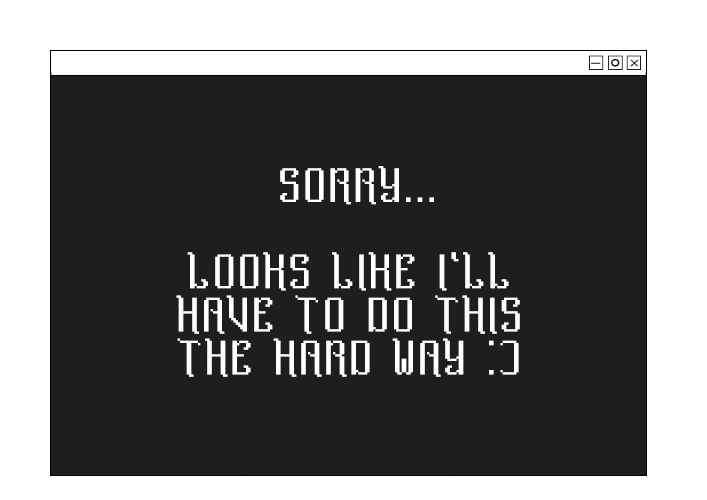 SORRY...
LOOKS LIKE I'LL
HAVE TO DO THIS
THE HARD WAY :)